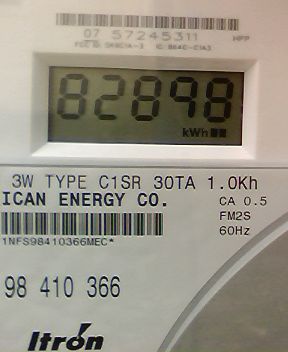 07 57245311
82898
kWh
3W TYPE C1SR 30TA 1.0Kh
ICAN ENERGY CO.
CA 0.5
FM2S
60Hz
1NFS98410366MEC*
98 410 366
Itrón